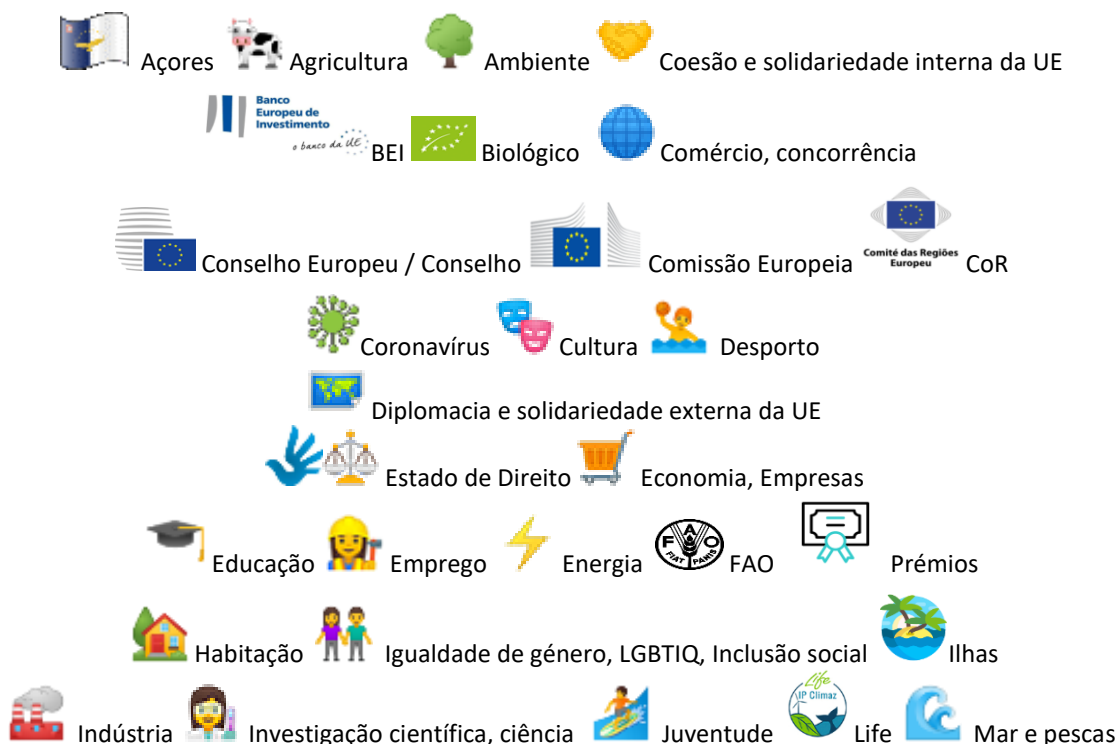 Açores Agricultura Ambiente Coesão e solidariedade interna da UE
Banco
Europeu de
Investimento
o banco da UE
BEI Biológico Comércio, concorrência
Conselho Europeu / Conselho Comissão Europeia Comité das Regiões
Europeu
CoR
Coronavírus Cultura Desporto
Diplomacia e solidariedade externa da UE
Estado de Direito Economia, Empresas
Educação Emprego Energia F A O FIAT PANIS FAO Prémios
Habitação Igualdade de género, LGBTIQ, Inclusão social Ilhas
Life
IP Climaz
Indústria Investigação científica, ciência Juventude Life Mar e pescas